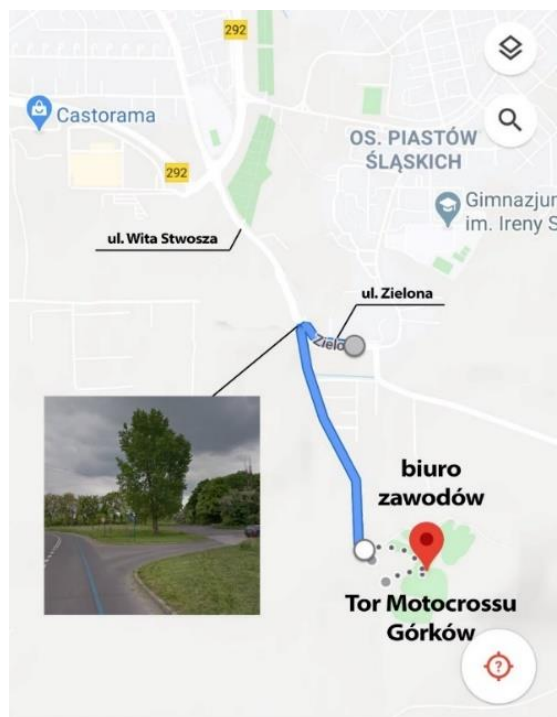 292
Castorama
OS. PIASTÓW
ŚLĄSKICH
292
Gimnazjum
im. Ireny S
ul. Wita Stwosza
ul. Zielona
Zielo
biuro
zawodów
Tor Motocrossu
Górków
?